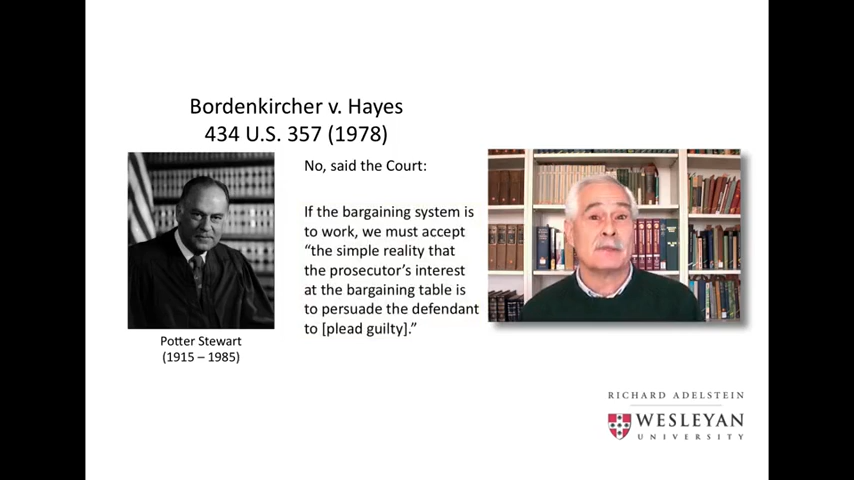 Bordenkircher v. Hayes
434 U.S. 357 (1978)
No, said the Court:
If the bargaining system is
to work, we must accept
“the simple reality that
the prosecutor’s interest
at the bargaining table is
to persuade the defendant
to [plead guilty].”
Potter Stewart
(1915 – 1985)
RICHARD ADELSTEIN
WESLEYAN
UNIVERSITY